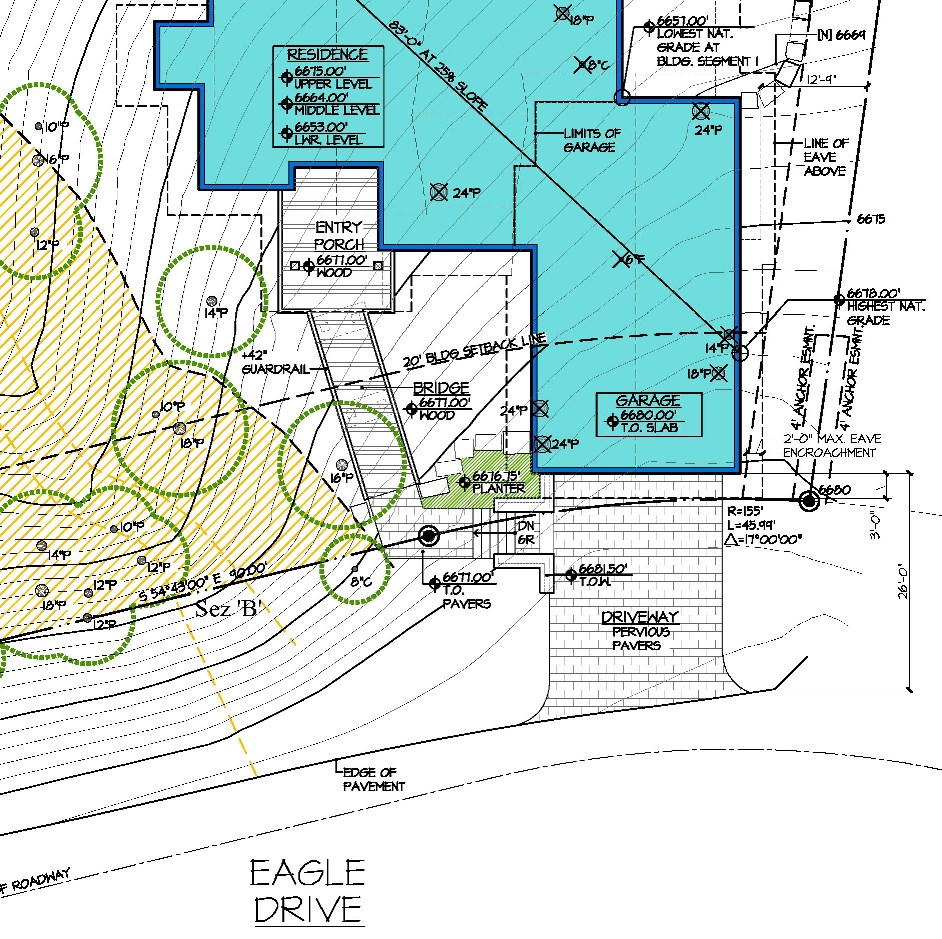 18"P
6657.00'
LOWEST NAT.
GRADE AT
BLDG. SEGMENT 1
[N] 6669
83'-0" AT 25% SLOPE
RESIDENCE
6675.00'
UPPER LEVEL
6664.00'
MIDDLE LEVEL
6653.00'
LWR. LEVEL
8"C
12'-9"
10"P
24"P
LIMITS OF
GARAGE
LINE OF
EAVE
ABOVE
16"P
24"P
6675
ENTRY
PORCH
6677.00'
WOOD
12"P
6"F
6678.00'
HIGHEST NAT.
GRADE
14"P
14"P
20' BLDG SETBACK LINE
+42"
GUARDRAIL
4' ANCHOR ESMNT.
4' ANCHOR ESMNT.
18"P
BRIDGE
6677.00'
WOOD
GARAGE
6680.00'
T.O. SLAB
10"P
18"P
24"P
24"P
2'-0" MAX. EAVE
ENCROACHMENT
16"P
6676.75'
PLANTER
6680
R=155'
L=45.99'
△=17°00'00"
3'-0"
10"P
DN
6R
14"P
12"P
8"C
6677.00'
T.O.
PAVERS
6681.50'
T.O.W.
26'-0"
S 54°43'00" E 90.00'
18"P
12"P
Sez 'B'
12"P
DRIVEWAY
PERVIOUS
PAVERS
EDGE OF
PAVEMENT
F ROADWAY
EAGLE
DRIVE